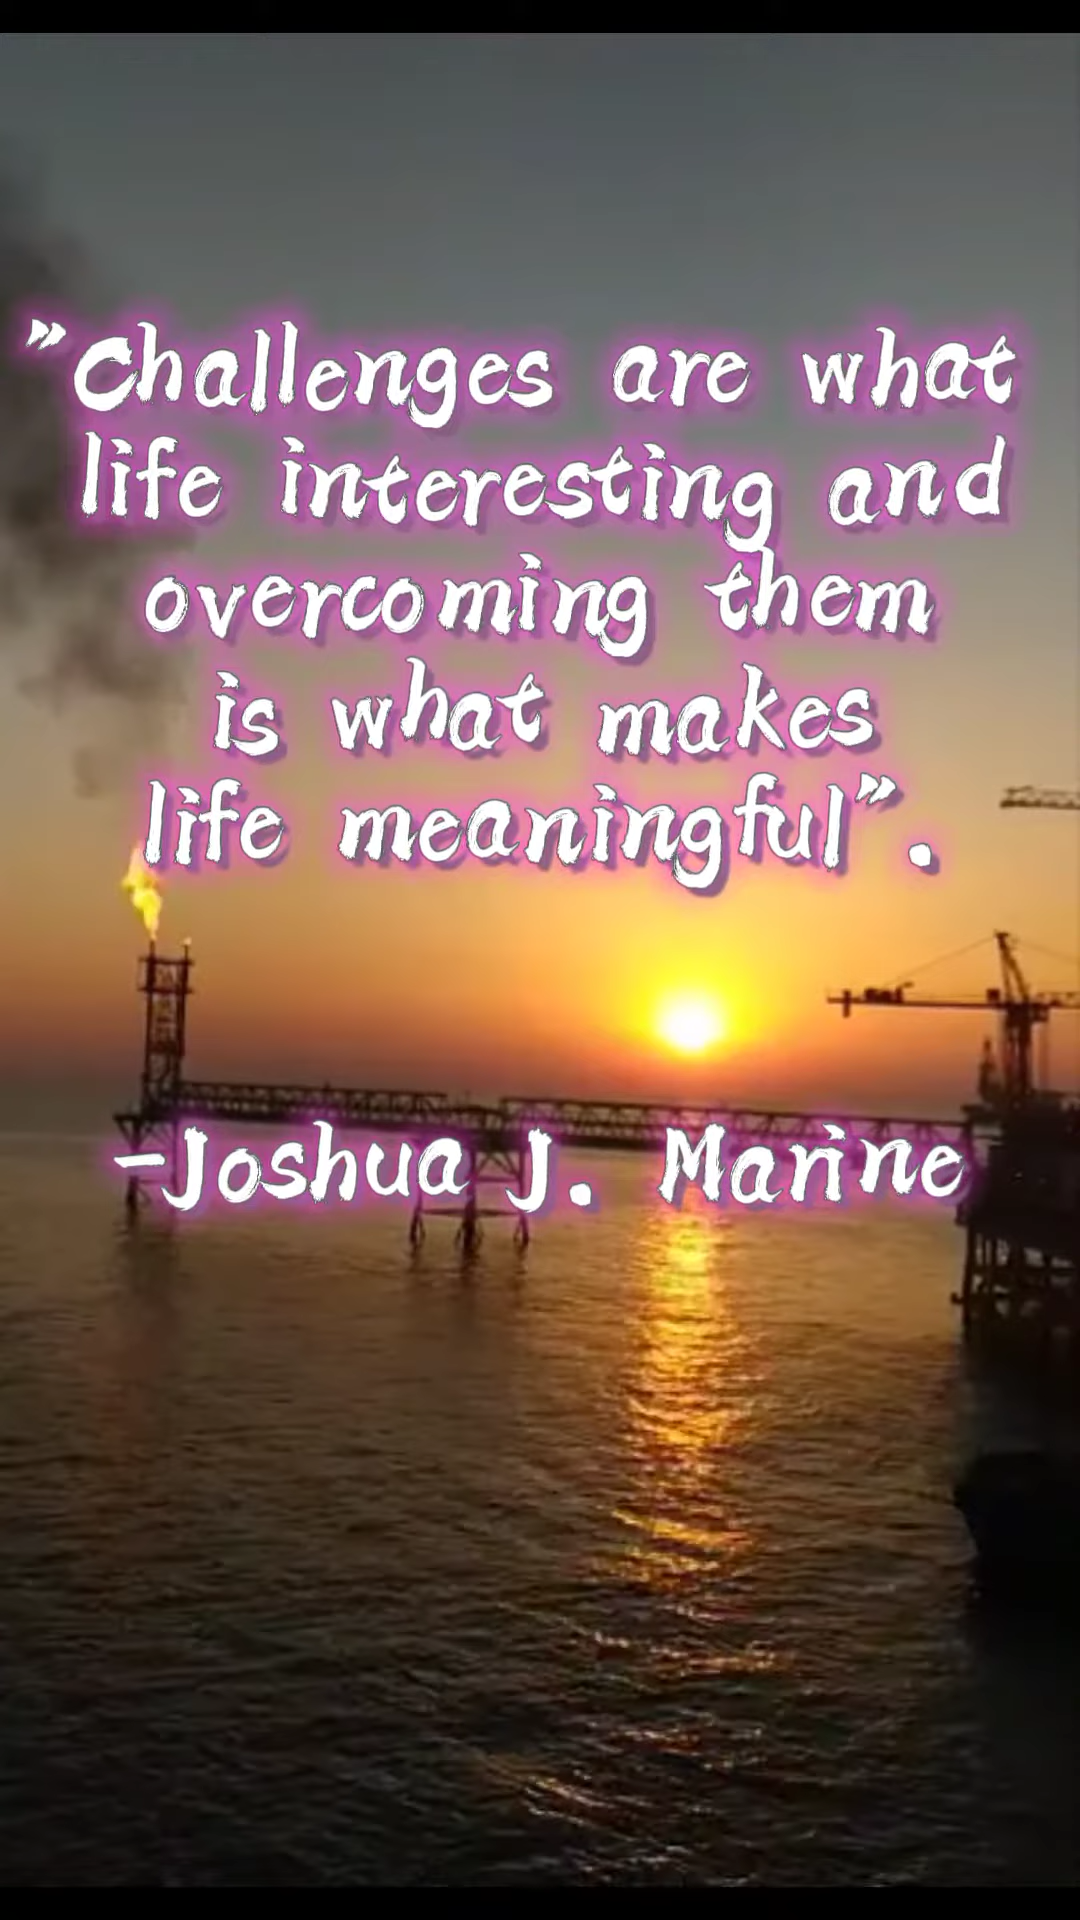 "Challenges are what
life interesting and
overcoming them
is what makes
life meaningful".
-Joshua J. Marine